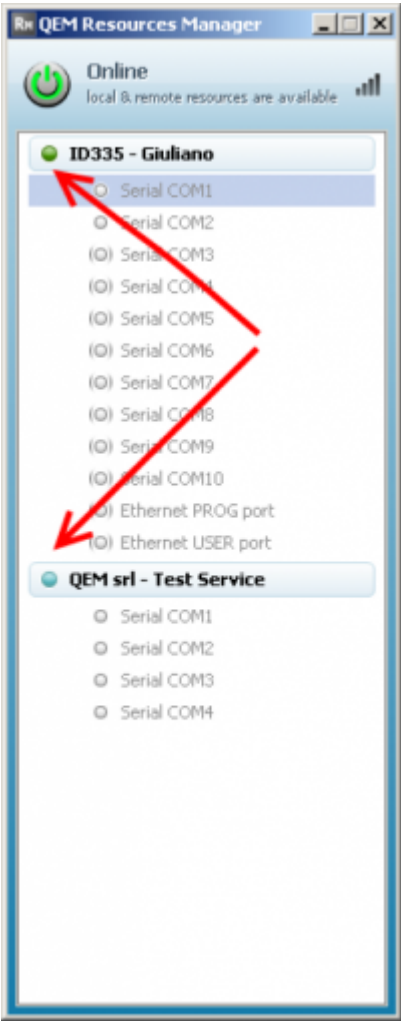 RM QEM Resources Manager
Online
local & remote resources are available
ID335 - Giuliano
Serial COM1
Serial COM2
(O) Serial COM3
(O) Serial COM4
(O) Serial COM5
(O) Serial COM6
(O) Serial COM7
(O) Serial COM8
(O) Serial COM9
(O) Serial COM10
(O) Ethernet PROG port
(O) Ethernet USER port
QEM srl - Test Service
Serial COM1
Serial COM2
Serial COM3
Serial COM4